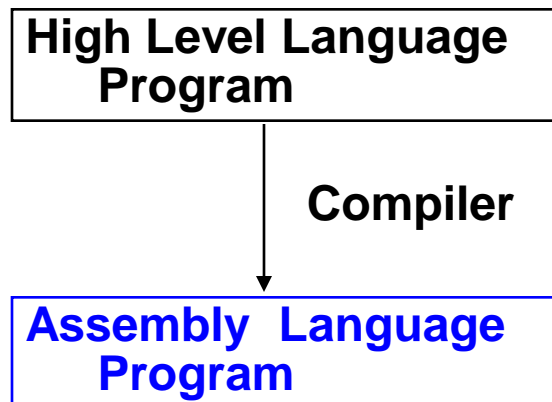 High Level Language
Program
Compiler
Assembly Language
Program